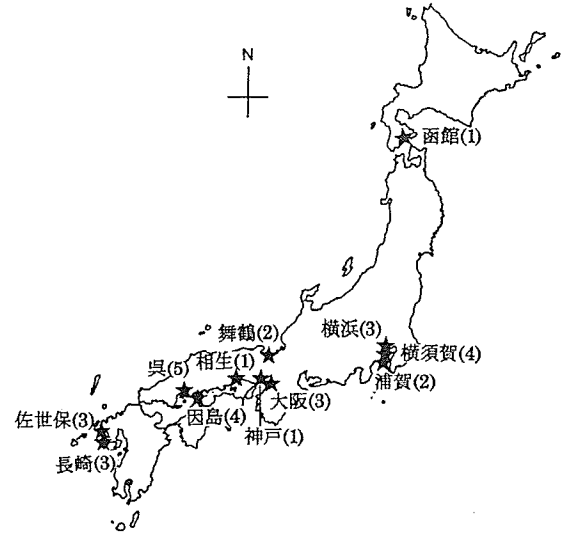 N
函館(1)
舞鶴(2)
横浜(3)
相生(1)
横須賀(4)
呉(5)
浦賀(2)
大阪(3)
因島(4)
佐世保(3)
神戸(1)
長崎(3)